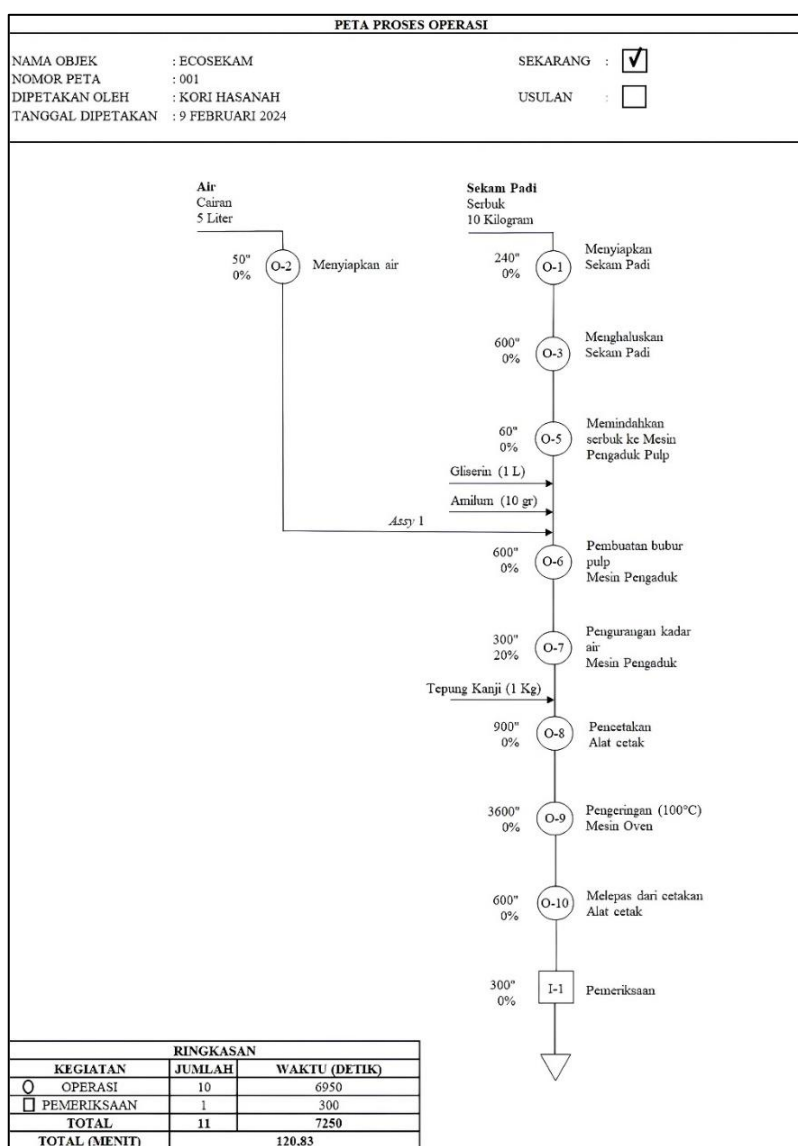 PETA PROSES OPERASI
NAMA OBJEK : ECOSEKAM SEKARANG : √
NOMOR PETA : 001
DIPETAKAN OLEH : KORI HASANAH USULAN :
TANGGAL DIPETAKAN : 9 FEBRUARI 2024
Air
Cairan
5 Liter
50"
0%
O-2
Menyiapkan air
Sekam Padi
Serbuk
10 Kilogram
240"
0%
O-1
Menyiapkan
Sekam Padi
600"
0%
O-3
Menghaluskan
Sekam Padi
60"
0%
O-5
Memindahkan
serbuk ke Mesin
Pengaduk Pulp
Gliserin (1 L)
Amilum (10 gr)
Assy 1
600"
0%
O-6
Pembuatan bubur
pulp
Mesin Pengaduk
300"
20%
O-7
Pengurangan kadar
air
Mesin Pengaduk
Tepung Kanji (1 Kg)
900"
0%
O-8
Pencetakan
Alat cetak
3600"
0%
O-9
Pengeringan (100°C)
Mesin Oven
600"
0%
O-10
Melepas dari cetakan
Alat cetak
300"
0%
I-1
Pemeriksaan
RINGKASAN
KEGIATAN JUMLAH WAKTU (DETIK)
OPERASI 10 6950
PEMERIKSAAN 1 300
TOTAL 11 7250
TOTAL (MENIT) 120.83